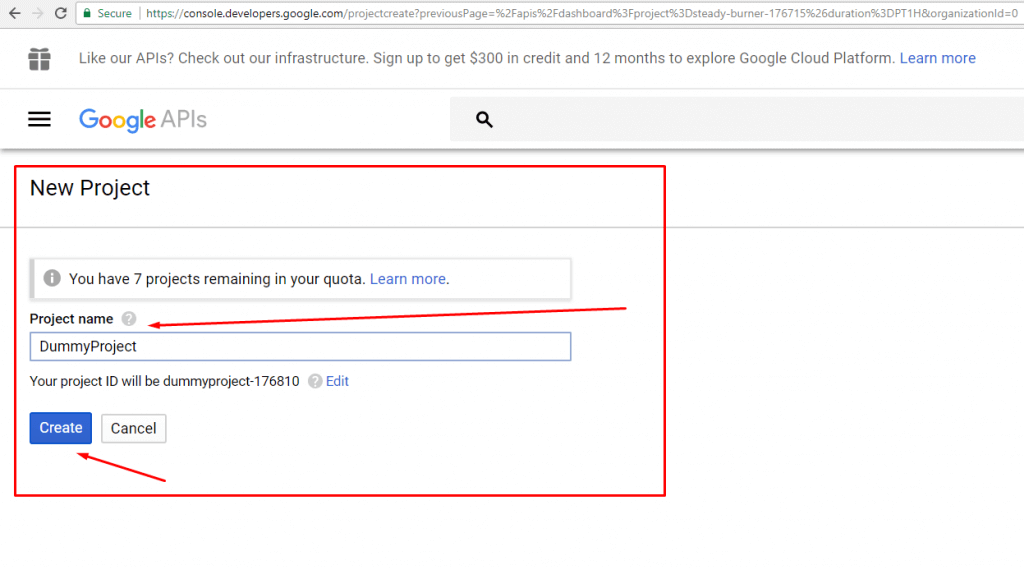 Secure https://console.developers.google.com/projectcreate?previousPage=%2Fapis%2Fdashboard%3Fproject%3Dsteady-burner-176715%26duration%3DPT1H&organizationId=0
Like our APIs? Check out our infrastructure. Sign up to get $300 in credit and 12 months to explore Google Cloud Platform. Learn more
Google APIs
New Project
You have 7 projects remaining in your quota. Learn more.
Project name
DummyProject
Your project ID will be dummyproject-176810 Edit
Create Cancel